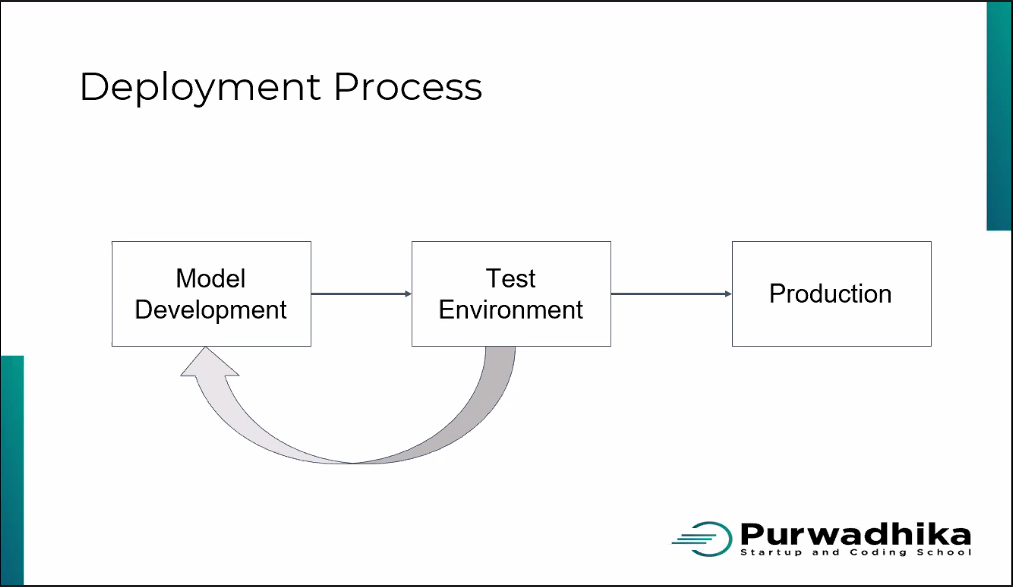 Deployment Process
Model
Development
Test
Environment
Production
Purwadhika
Startup and Coding School